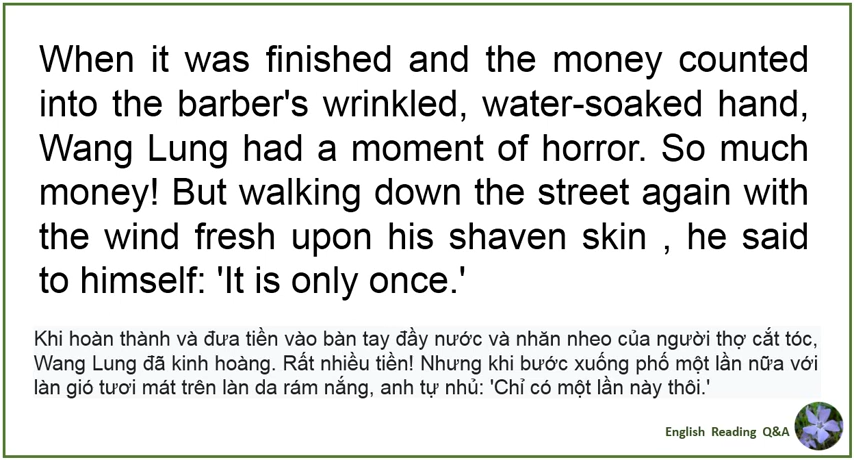 When it was finished and the money counted
into the barber's wrinkled, water-soaked hand,
Wang Lung had a moment of horror. So much
money! But walking down the street again with
the wind fresh upon his shaven skin , he said
to himself: 'It is only once.'
Khi hoàn thành và đưa tiền vào bàn tay đầy nước và nhăn nheo của người thợ cắt tóc,
Wang Lung đã kinh hoàng. Rất nhiều tiền! Nhưng khi bước xuống phố một lần nữa với
làn gió tươi mát trên làn da rám nắng, anh tự nhủ: 'Chỉ có một lần này thôi.'
English Reading Q&A